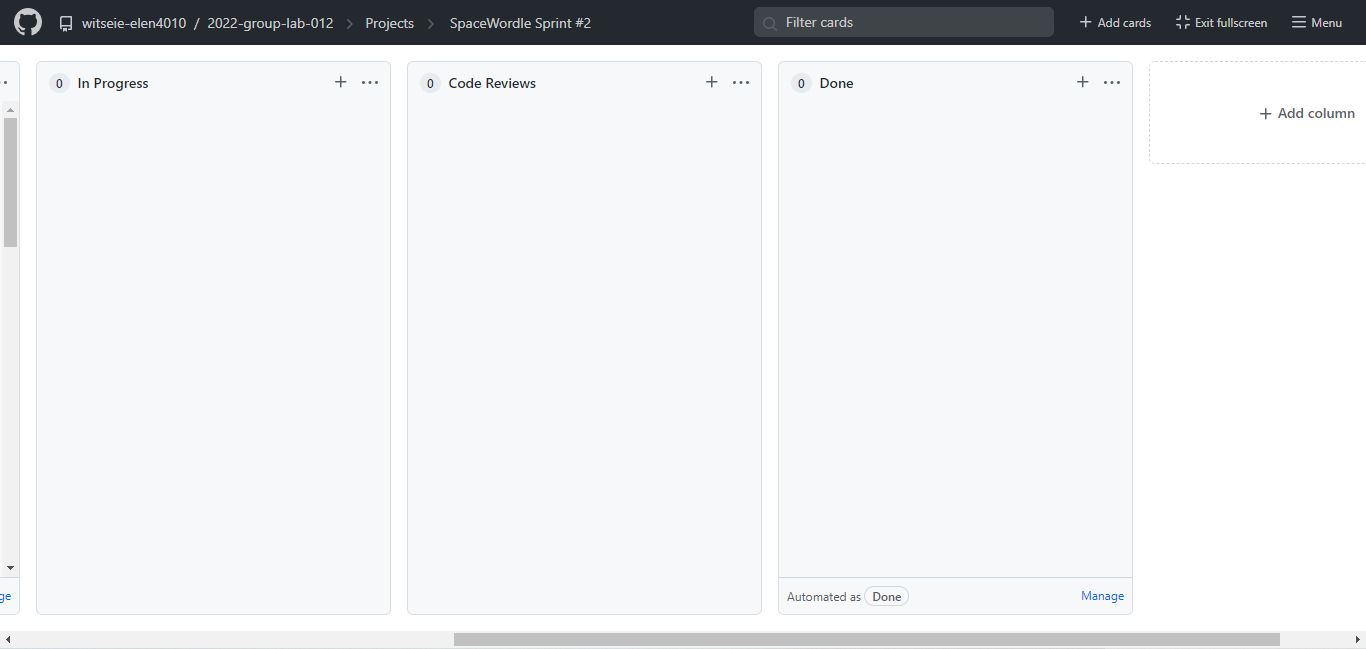 witseie-elen4010 / 2022-group-lab-012 > Projects > SpaceWordle Sprint #2 Filter cards + Add cards Exit fullscreen Menu
0 In Progress + ...
0 Code Reviews + ...
0 Done + ...
+ Add column
ge
Automated as Done Manage